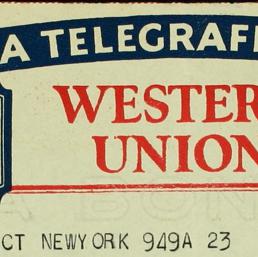 A TELEGRAF
WESTER
UNION
CT NEWYORK 949A 23